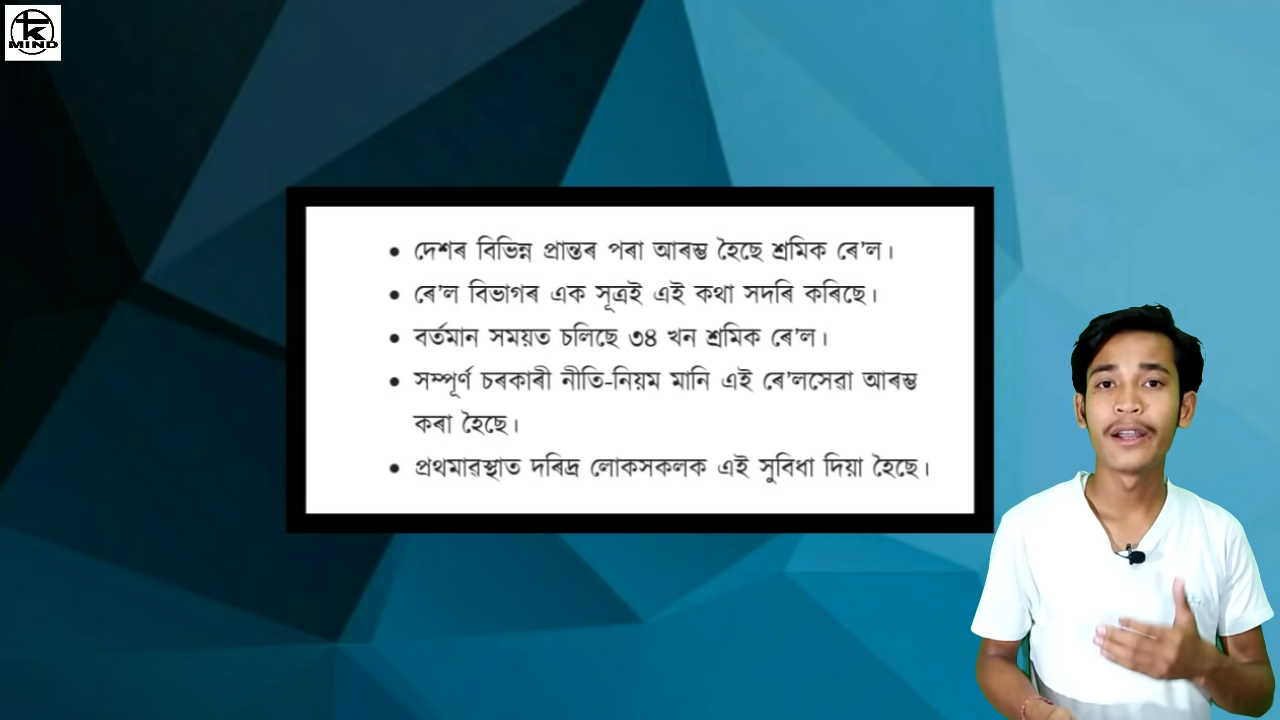 K
MIND
• দেশৰ বিভিন্ন প্ৰান্তৰ পৰা আৰম্ভ হৈছে শ্ৰমিক ৰে'ল।
• ৰে'ল বিভাগৰ এক সূত্ৰই এই কথা সদৰি কৰিছে।
• বৰ্তমান সময়ত চলিছে ৩৪ খন শ্ৰমিক ৰে'ল।
• সম্পূৰ্ণ চৰকাৰী নীতি-নিয়ম মানি এই ৰে'লসেৱা আৰম্ভ
কৰা হৈছে।
• প্ৰথমাৱস্থাত দৰিদ্ৰ লোকসকলক এই সুবিধা দিয়া হৈছে।